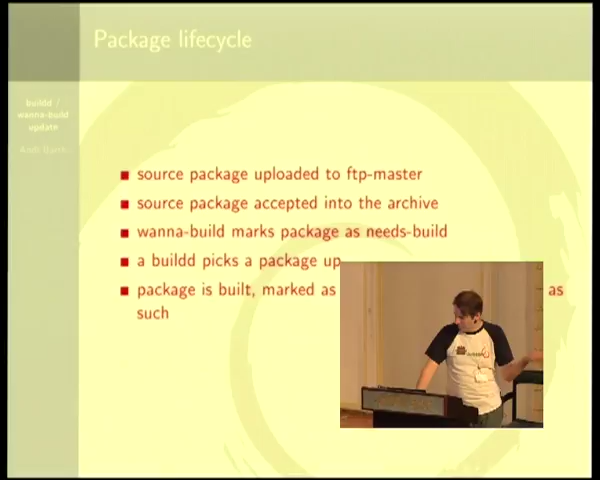 Package lifecycle
buildd /
wanna-build
update
source package uploaded to ftp-master
source package accepted into the archive
wanna-build marks package as needs-build
a buildd picks a package up
package is built, marked as
as
such